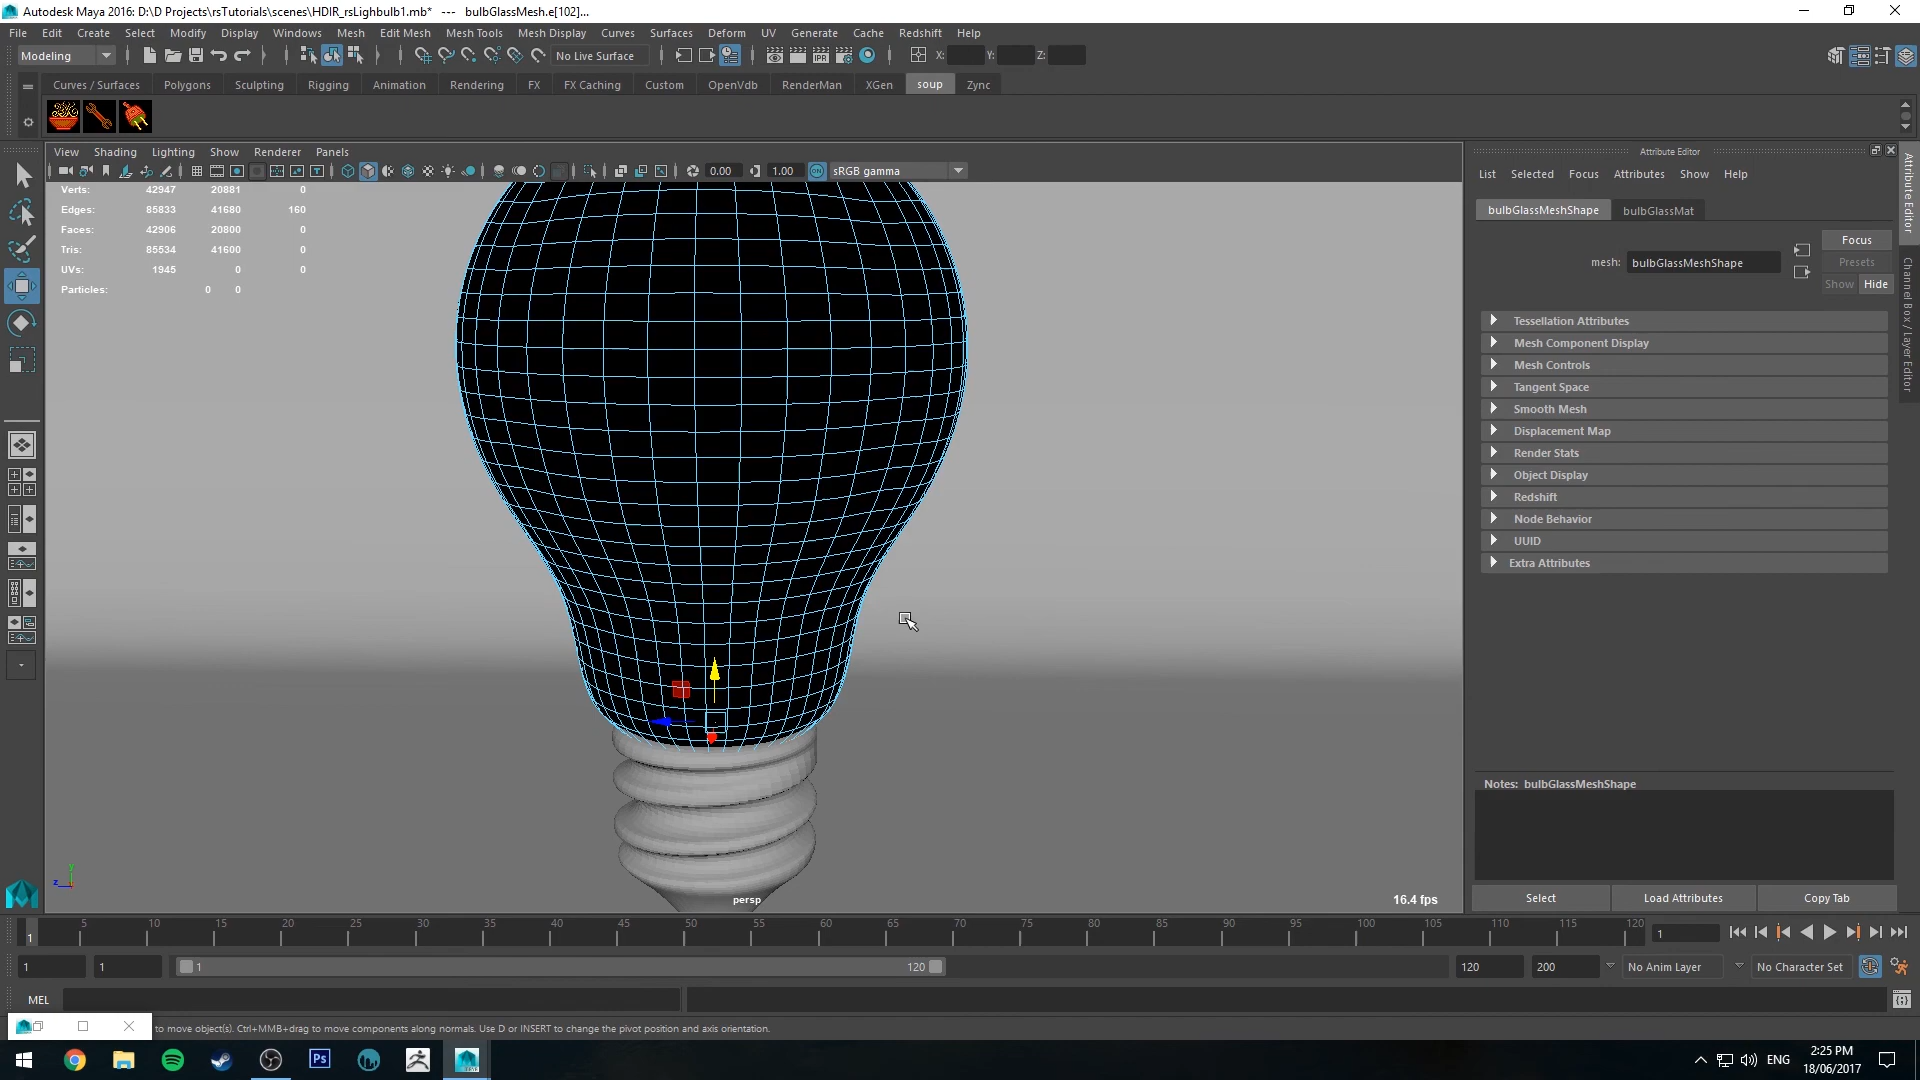 Autodesk Maya 2016: D:\D Projects\rsTutorials\scenes\HDIR_rsLighbulb1.mb*   ---   bulbGlassMesh.e[102]...
File Edit Create Select Modify Display Windows Mesh Edit Mesh Mesh Tools Mesh Display Curves Surfaces Deform UV Generate Cache Redshift Help
Modeling No Live Surface IPR X: Y: Z:
Curves / Surfaces Polygons Sculpting Rigging Animation Rendering FX FX Caching Custom OpenVdb RenderMan XGen soup Zync
View Shading Lighting Show Renderer Panels
0.00 1.00 ON sRGB gamma
Verts: 42947 20881 0
Edges: 85833 41680 160
Faces: 42906 20800 0
Tris: 85534 41600 0
UVs: 1945 0 0
Particles: 0 0
y
z
persp
16.4 fps
Attribute Editor
List Selected Focus Attributes Show Help
bulbGlassMeshShape bulbGlassMat
mesh: bulbGlassMeshShape
Focus
Presets
Show Hide
Tessellation Attributes
Mesh Component Display
Mesh Controls
Tangent Space
Smooth Mesh
Displacement Map
Render Stats
Object Display
Redshift
Node Behavior
UUID
Extra Attributes
Notes: bulbGlassMeshShape
Select Load Attributes Copy Tab
Attribute Editor
Channel Box / Layer Editor
1 5 10 15 20 25 30 35 40 45 50 55 60 65 70 75 80 85 90 95 100 105 110 115 120 1
1 1 1 120 120 200 No Anim Layer No Character Set
MEL
to move object(s). Ctrl+MMB+drag to move components along normals. Use D or INSERT to change the pivot position and axis orientation.
Ps
ENG 2:25 PM
18/06/2017